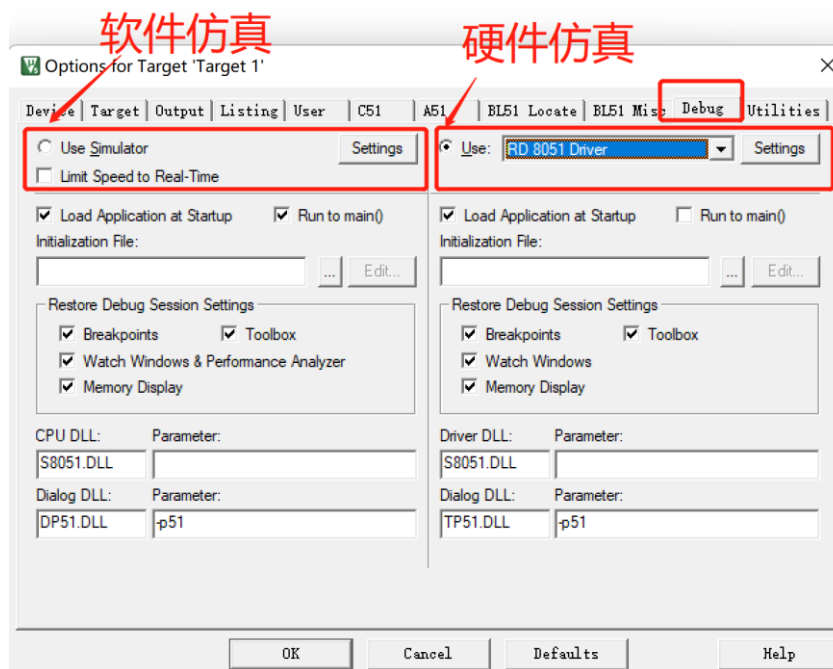 软件仿真
硬件仿真
Options for Target 'Target 1'
Device Target Output Listing User C51 A51 BL51 Locate BL51 Misc Debug Utilities
Use Simulator Settings
Limit Speed to Real-Time
Use: RD 8051 Driver Settings
Load Application at Startup Run to main()
Initialization File:
... Edit...
Load Application at Startup Run to main()
Initialization File:
... Edit...
Restore Debug Session Settings
Breakpoints Toolbox
Watch Windows & Performance Analyzer
Memory Display
Restore Debug Session Settings
Breakpoints Toolbox
Watch Windows
Memory Display
CPU DLL: Parameter:
S8051.DLL
Dialog DLL: Parameter:
DP51.DLL -p51
Driver DLL: Parameter:
S8051.DLL
Dialog DLL: Parameter:
TP51.DLL -p51
OK Cancel Defaults Help